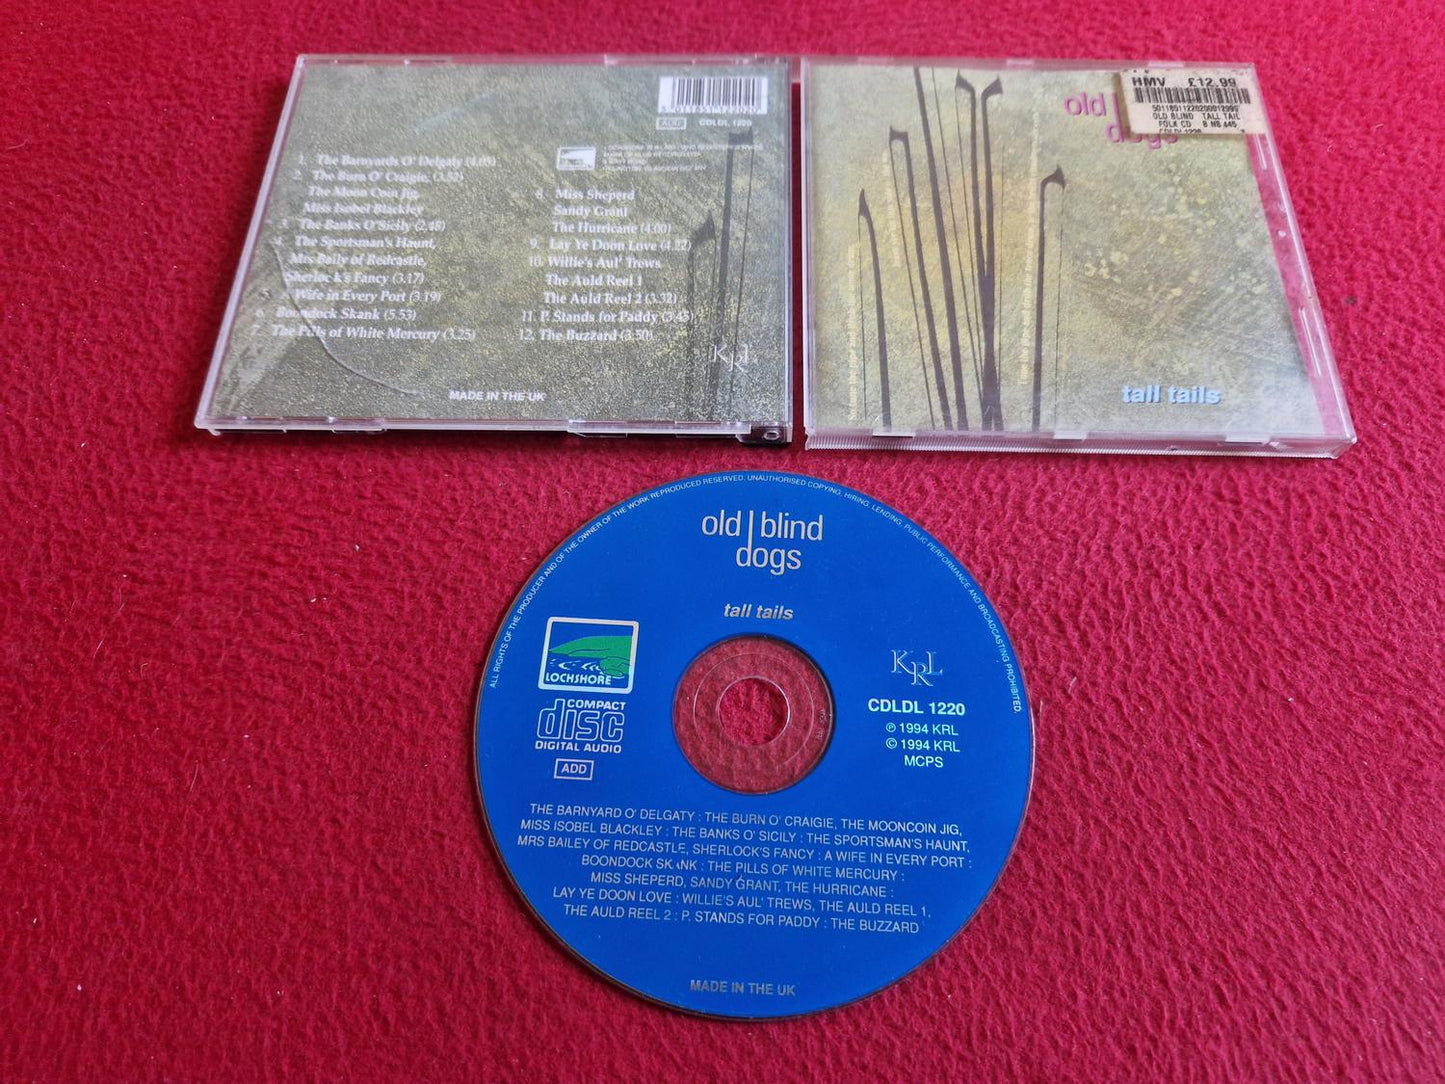 5 011851 122020
ADD CDLDL 1220
1. The Barnyards O' Delgaty (4.05)
2. The Burn O' Craigie, (3.52)
The Moon Coin Jig,
Miss Isobel Blackley
3. The Banks O'Sicily (2.48)
4. The Sportsman's Haunt,
Mrs Baily of Redcastle,
Sherlock's Fancy (3.17)
Wife in Every Port (3.19)
6. Boondock Skank (5.53)
7. The Pills of White Mercury (3.25)
8. Miss Sheperd
Sandy Grant
The Hurricane (4.00)
9. Lay Ye Doon Love (4.22)
10. Willie's Aul' Trews
The Auld Reel 1
The Auld Reel 2 (3.32)
11. P. Stands for Paddy (3.45)
12. The Buzzard (3.50)
KRL
MADE IN THE UK
HMV £12.99
OLD BLIND TALL TAIL
FOLK CD 8 NB 445
CDLDL1220
old
dogs
tall tails
ALL RIGHTS OF THE PRODUCER AND OF THE OWNER OF THE WORK REPRODUCED RESERVED. UNAUTHORISED COPYING, HIRING, LENDING, PUBLIC PERFORMANCE AND BROADCASTING PROHIBITED.
old blind
dogs
tall tails
LOCHSHORE
KRL
COMPACT
disc
DIGITAL AUDIO
ADD
CDLDL 1220
℗ 1994 KRL
© 1994 KRL
MCPS
THE BARNYARD O' DELGATY : THE BURN O' CRAIGIE, THE MOONCOIN JIG,
MISS ISOBEL BLACKLEY : THE BANKS O' SICILY : THE SPORTSMAN'S HAUNT,
MRS BAILEY OF REDCASTLE, SHERLOCK'S FANCY : A WIFE IN EVERY PORT :
BOONDOCK SKANK : THE PILLS OF WHITE MERCURY :
MISS SHEPERD, SANDY GRANT, THE HURRICANE :
LAY YE DOON LOVE : WILLIE'S AUL' TREWS, THE AULD REEL 1,
THE AULD REEL 2 : P. STANDS FOR PADDY : THE BUZZARD
MADE IN THE UK